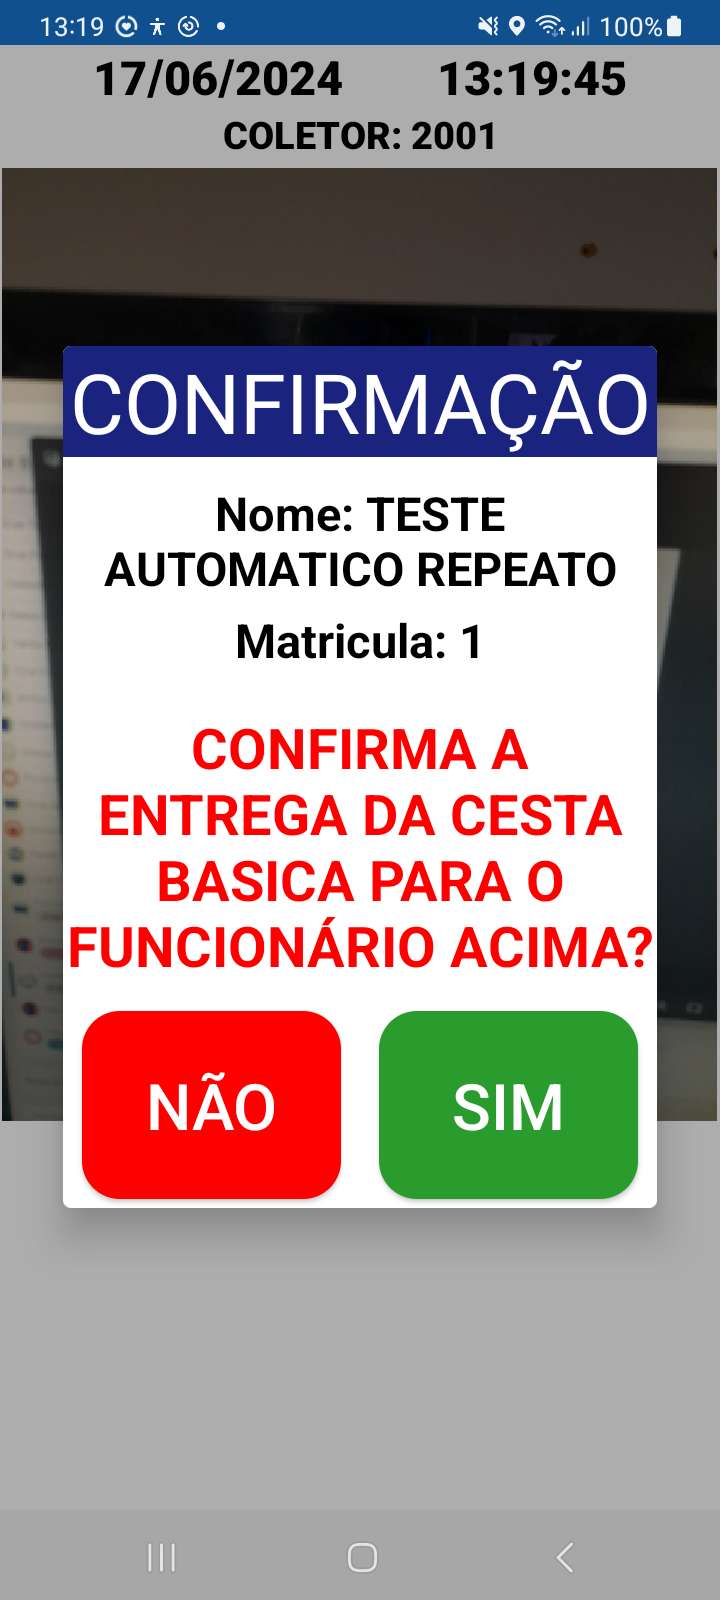 13:19 100%
17/06/2024 13:19:45
COLETOR: 2001
CONFIRMAÇÃO
Nome: TESTE
AUTOMATICO REPEATO
Matricula: 1
CONFIRMA A
ENTREGA DA CESTA
BASICA PARA O
FUNCIONÁRIO ACIMA?
NÃO SIM